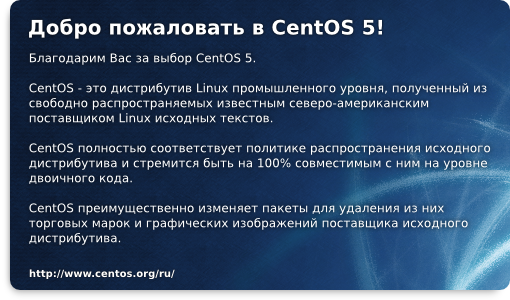 Добро пожаловать в CentOS 5!
Благодарим Вас за выбор CentOS 5.
CentOS - это дистрибутив Linux промышленного уровня, полученный из
свободно распространяемых известным северо-американским
поставщиком Linux исходных текстов.
CentOS полностью соответствует политике распространения исходного
дистрибутива и стремится быть на 100% совместимым с ним на уровне
двоичного кода.
CentOS преимущественно изменяет пакеты для удаления из них
торговых марок и графических изображений поставщика исходного
дистрибутива.
http://www.centos.org/ru/